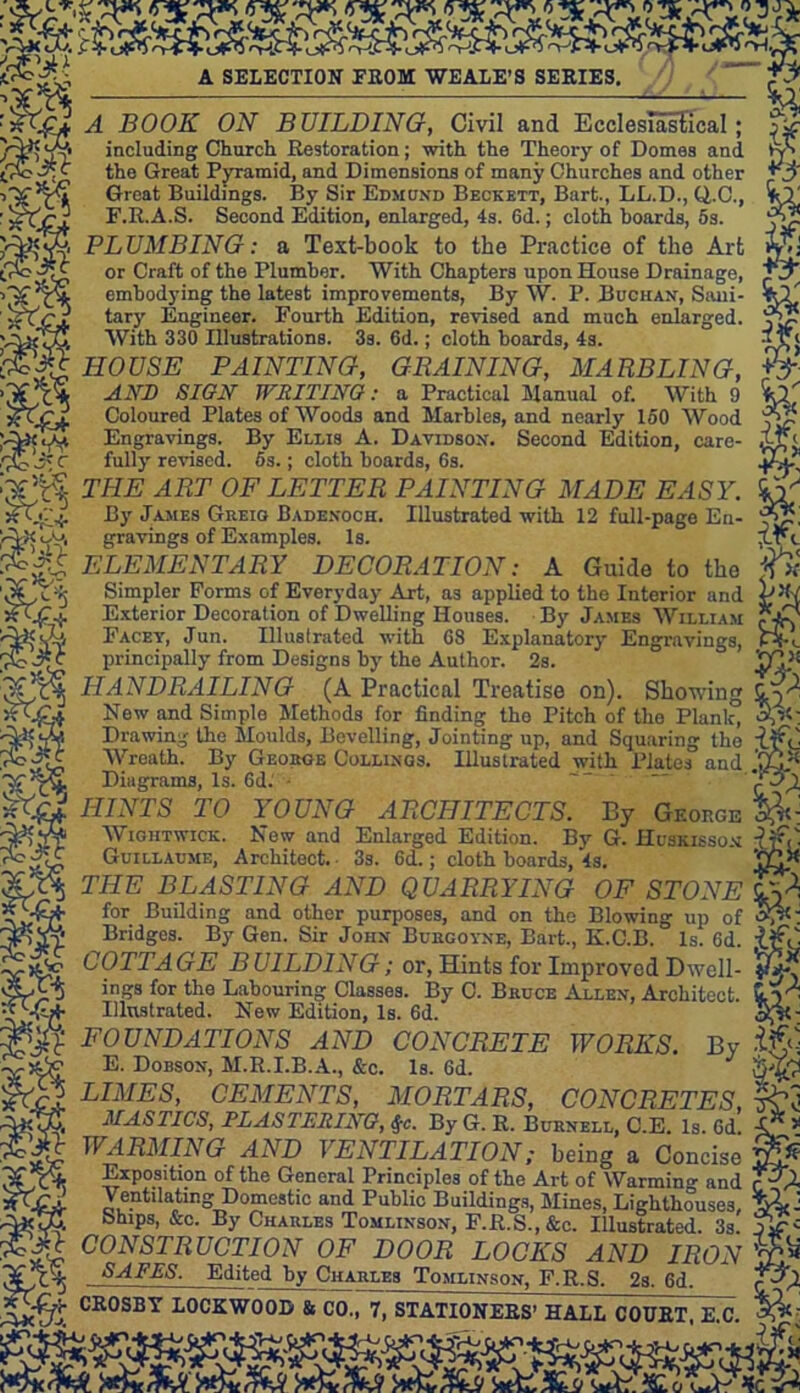 A SELECTION FROM WEALE'S SERIES.
A BOOK ON BUILDING, Civil and Ecclesiastical;
including Church Restoration; with the Theory of Domes and
the Great Pyramid, and Dimensions of many Churches and other
Great Buildings. By Sir EDMUND BECKETT, Bart., LL.D., Q.C.,
F.R.A.S. Second Edition, enlarged, 4s. 6d.; cloth boards, 5s.
PLUMBING: a Text-book to the Practice of the Art
or Craft of the Plumber. With Chapters upon House Drainage,
embodying the latest improvements, By W. P. BUCHAN, Sani-
tary Engineer. Fourth Edition, revised and much enlarged.
With 330 Illustrations. 3s. 6d.; cloth boards, 4s.
HOUSE PAINTING, GRAINING, MARBLING,
AND SIGN WRITING: a Practical Manual of. With 9
Coloured Plates of Woods and Marbles, and nearly 150 Wood
Engravings. By ELLIS A. DAVIDSON. Second Edition, care-
fully revised. 5s.; cloth boards, 6s.
THE ART OF LETTER PAINTING MADE EASY.
By JAMES GREIG BADENOCH. Illustrated with 12 full-page En-
gravings of Examples. 1s.
ELEMENTARY DECORATION: A Guide to the
Simpler Forms of Everyday Art, as applied to the Interior and
Exterior Decoration of Dwelling Houses. By JAMES WILLIAM
FACEY, Jun. Illustrated with 68 Explanatory Engravings,
principally from Designs by the Author. 2s.
HANDRAILING (A Practical Treatise on). Showing
New and Simple Methods for finding the Pitch of the Plank,
Drawing the Moulds, Bevelling, Jointing up, and Squaring the
Wreath. By GEORGE COLLINGS. Illustrated with Plates and
Diagrams, 1s. 6d.
HINTS TO YOUNG ARCHITECTS. By GEORGE
WIGHTWICK. New and Enlarged Edition. By G. HUSKISSON
GUILLAUME, Architect. 3s. 6d.; cloth boards, 4s.
THE BLASTING AND QUARRYING OF STONE
for Building and other purposes, and on the Blowing up of
Bridges. By Gen. Sir JOHN BURGOYNE, Bart., K.C.B. 1s. 6d.
COTTAGE BUILDING; or, Hints for Improved Dwell-
ings for the Labouring Classes. By C. BRUCE ALLEN, Architect.
Illustrated. New Edition, 1s. 6d.
FOUNDATIONS AND CONCRETE WORKS. By
E. DOBSON, M.R.I.B.A., &c. 1s. 6d.
LIMES, CEMENTS, MORTARS, CONCRETES,
MASTICS, PLASTERING, &c. By G. R. BURNELL, C.E. 1s. 6d.
WARMING AND VENTILATION; being a Concise
Exposition of the General Principles of the Art of Warming and
Ventilating Domestic and Public Buildings, Mines, Lighthouses,
Ships, &c. By CHARLES TOMLINSON, F.R.S., &c. Illustrated. 3s.
CONSTRUCTION OF DOOR LOCKS AND IRON
SAFES. Edited by CHARLES TOMLINSON, F.R.S. 2s. 6d.
CROSBY LOCKWOOD & CO., 7, STATIONERS' HALL COURT, E.C.